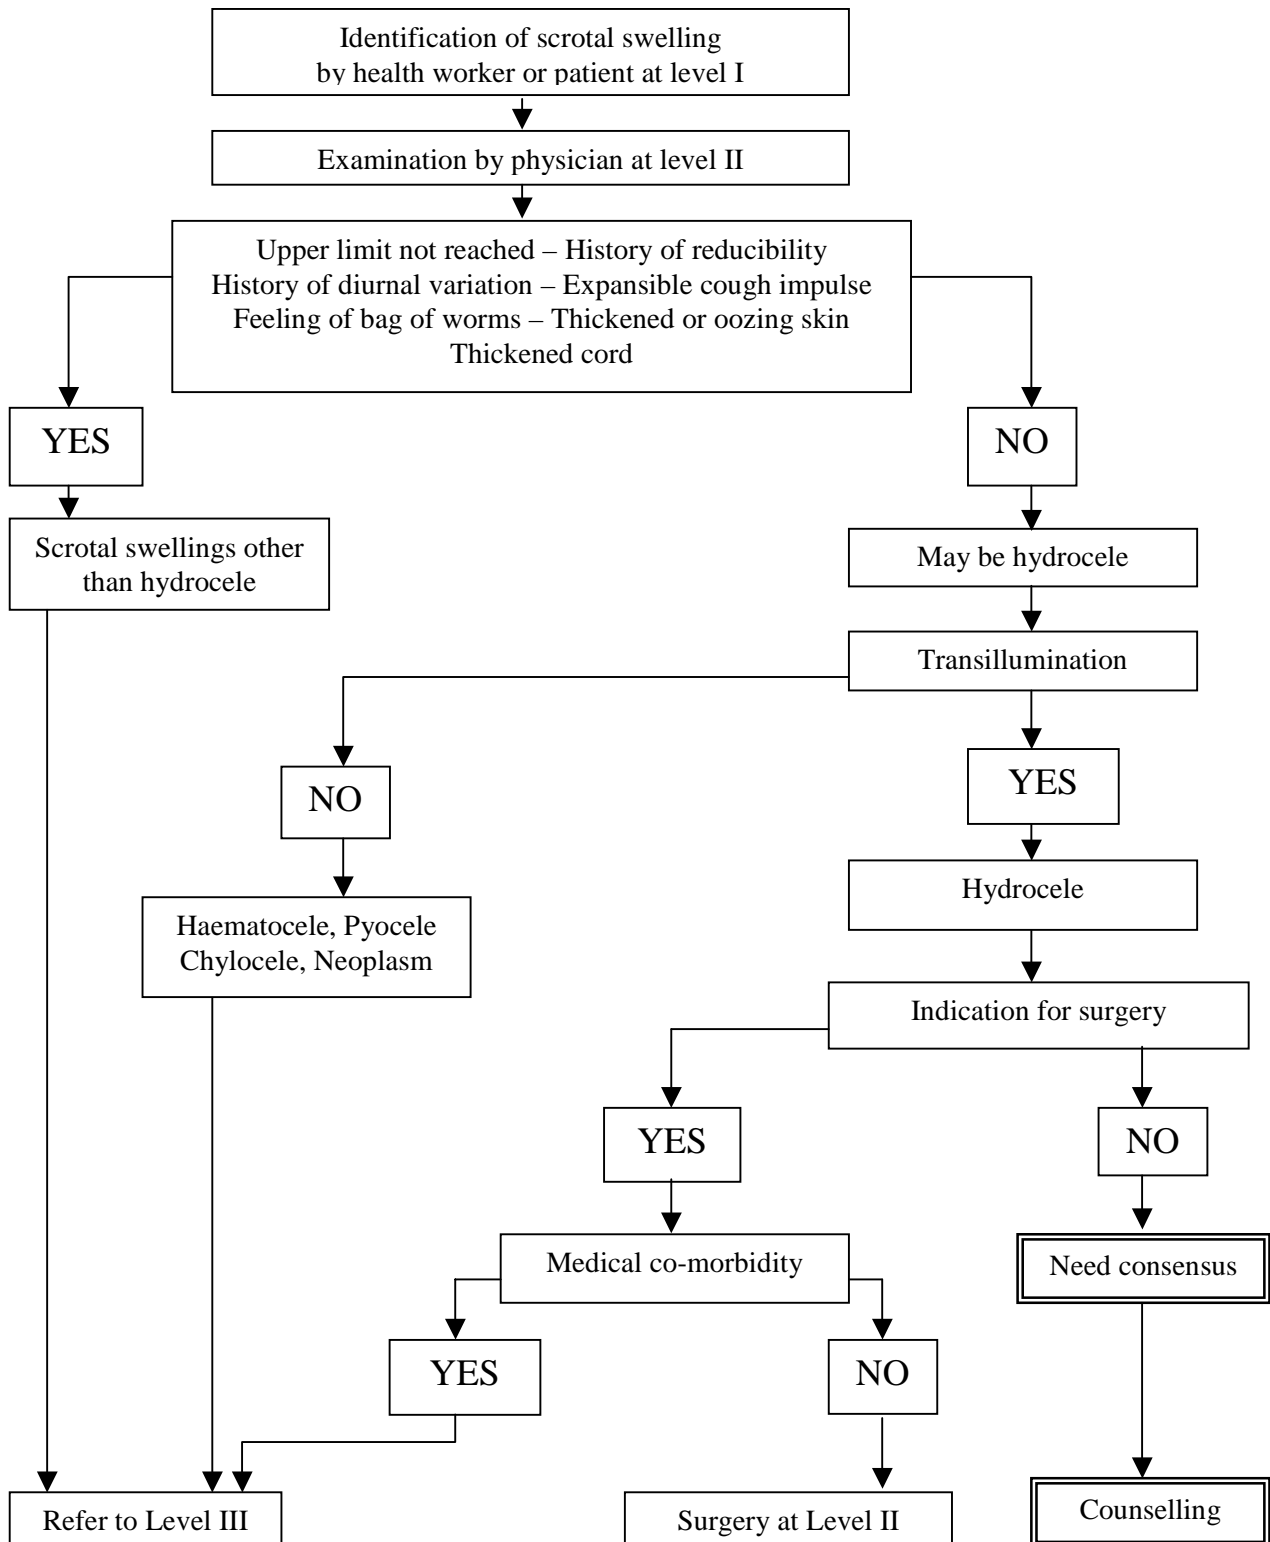 Identification of scrotal swelling
by health worker or patient at level I
Examination by physician at level II
Upper limit not reached – History of reducibility
History of diurnal variation – Expansible cough impulse
Feeling of bag of worms – Thickened or oozing skin
Thickened cord
YES
NO
Scrotal swellings other
than hydrocele
May be hydrocele
Transillumination
NO
YES
Haematocele, Pyocele
Chylocele, Neoplasm
Hydrocele
Indication for surgery
YES
NO
Medical co-morbidity
Need consensus
YES
NO
Refer to Level III
Surgery at Level II
Counselling